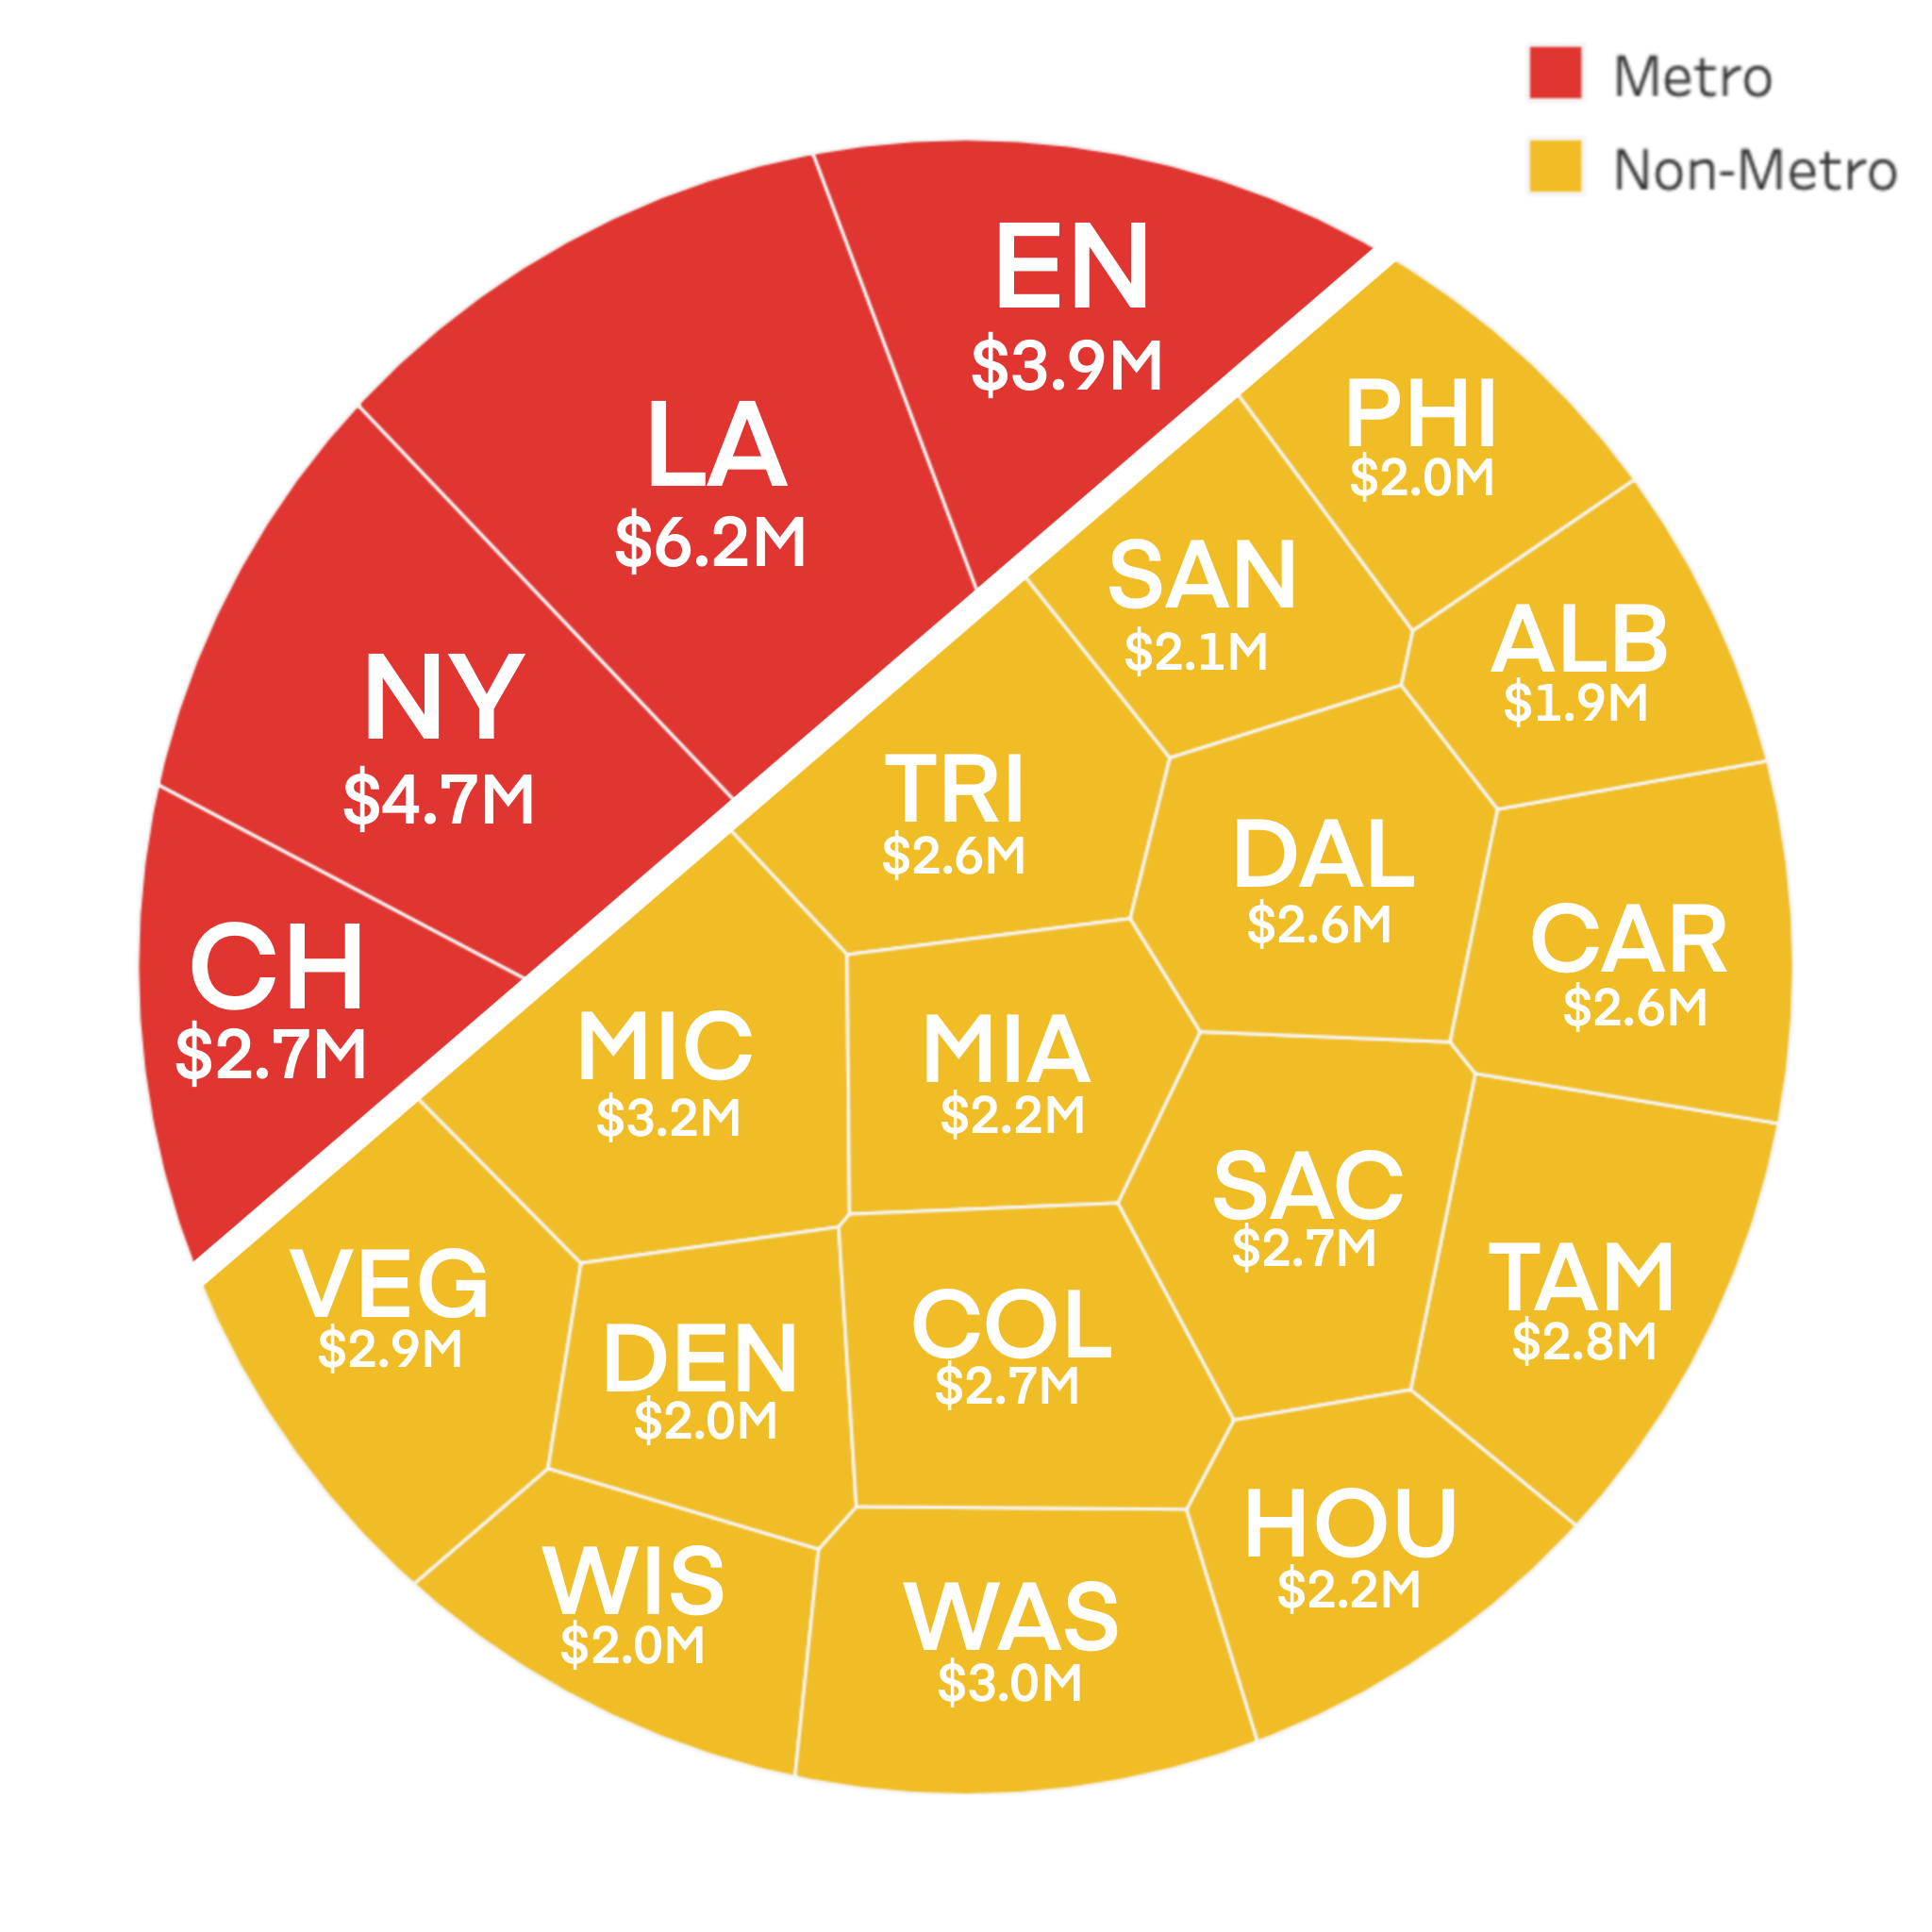 Metro
Non-Metro
EN
$3.9M
LA
$6.2M
PHI
$2.0M
SAN
$2.1M
ALB
$1.9M
NY
$4.7M
TRI
$2.6M
DAL
$2.6M
CAR
$2.6M
CH
$2.7M
MIC
$3.2M
MIA
$2.2M
SAC
$2.7M
TAM
$2.8M
VEG
$2.9M
DEN
$2.0M
COL
$2.7M
HOU
$2.2M
WIS
$2.0M
WAS
$3.0M